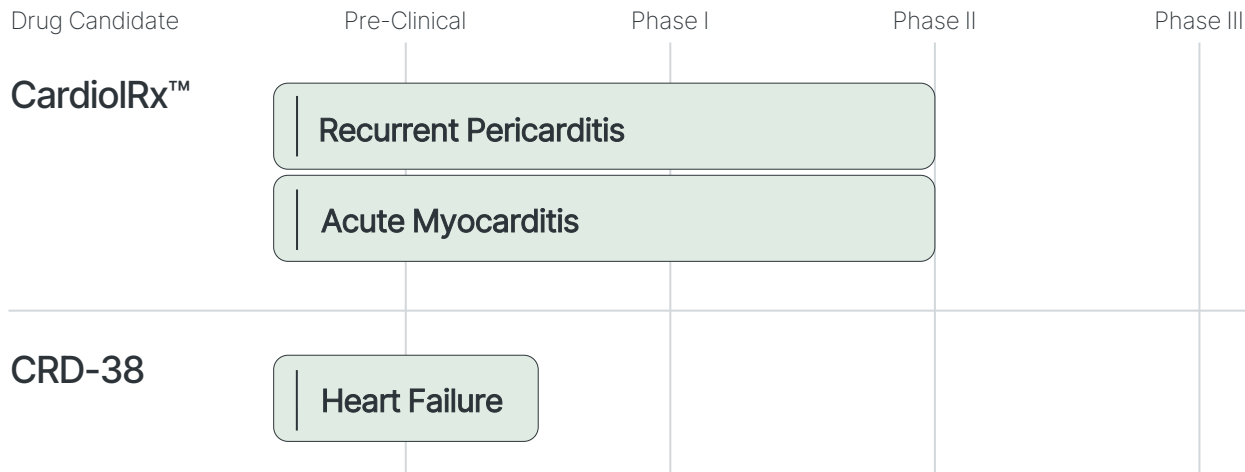 Drug Candidate Pre-Clinical Phase I Phase II Phase III
CardiolRx™
Recurrent Pericarditis
Acute Myocarditis
CRD-38
Heart Failure